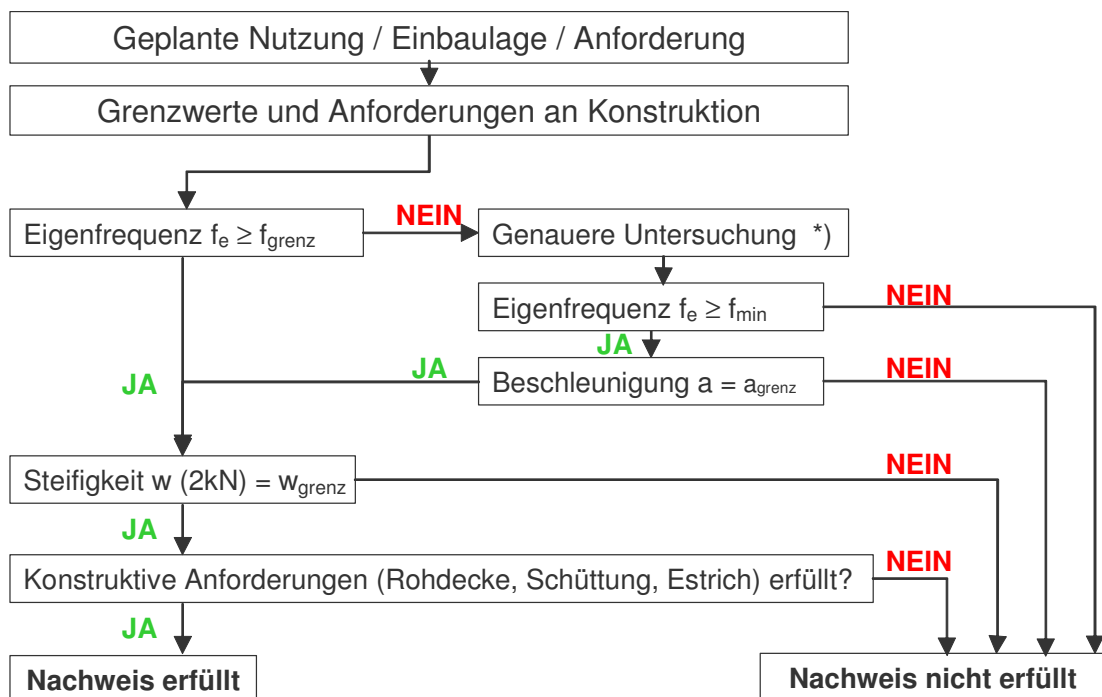 Geplante Nutzung / Einbaulage / Anforderung
Grenzwerte und Anforderungen an Konstruktion
Eigenfrequenz fe ≥ fgrenz
NEIN
Genauere Untersuchung *)
Eigenfrequenz fe ≥ fmin
NEIN
JA
JA
JA
Beschleunigung a = agrenz
NEIN
Steifigkeit w (2kN) = wgrenz
NEIN
JA
Konstruktive Anforderungen (Rohdecke, Schüttung, Estrich) erfüllt?
NEIN
JA
Nachweis erfüllt
Nachweis nicht erfüllt